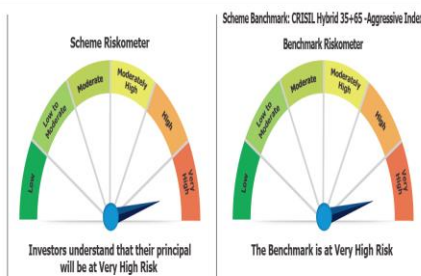 Scheme Riskometer
Low
Low to
Moderate
Moderate
Moderately
High
High
Very
High
Investors understand that their principal
will be at Very High Risk
Scheme Banchmark: CRISIL Hybrid 35+65 -Aggressive Index
Benchmark Riskometer
Low
Low to
Moderate
Moderate
Moderately
High
High
Very
High
The Benchmark is at Very High Risk